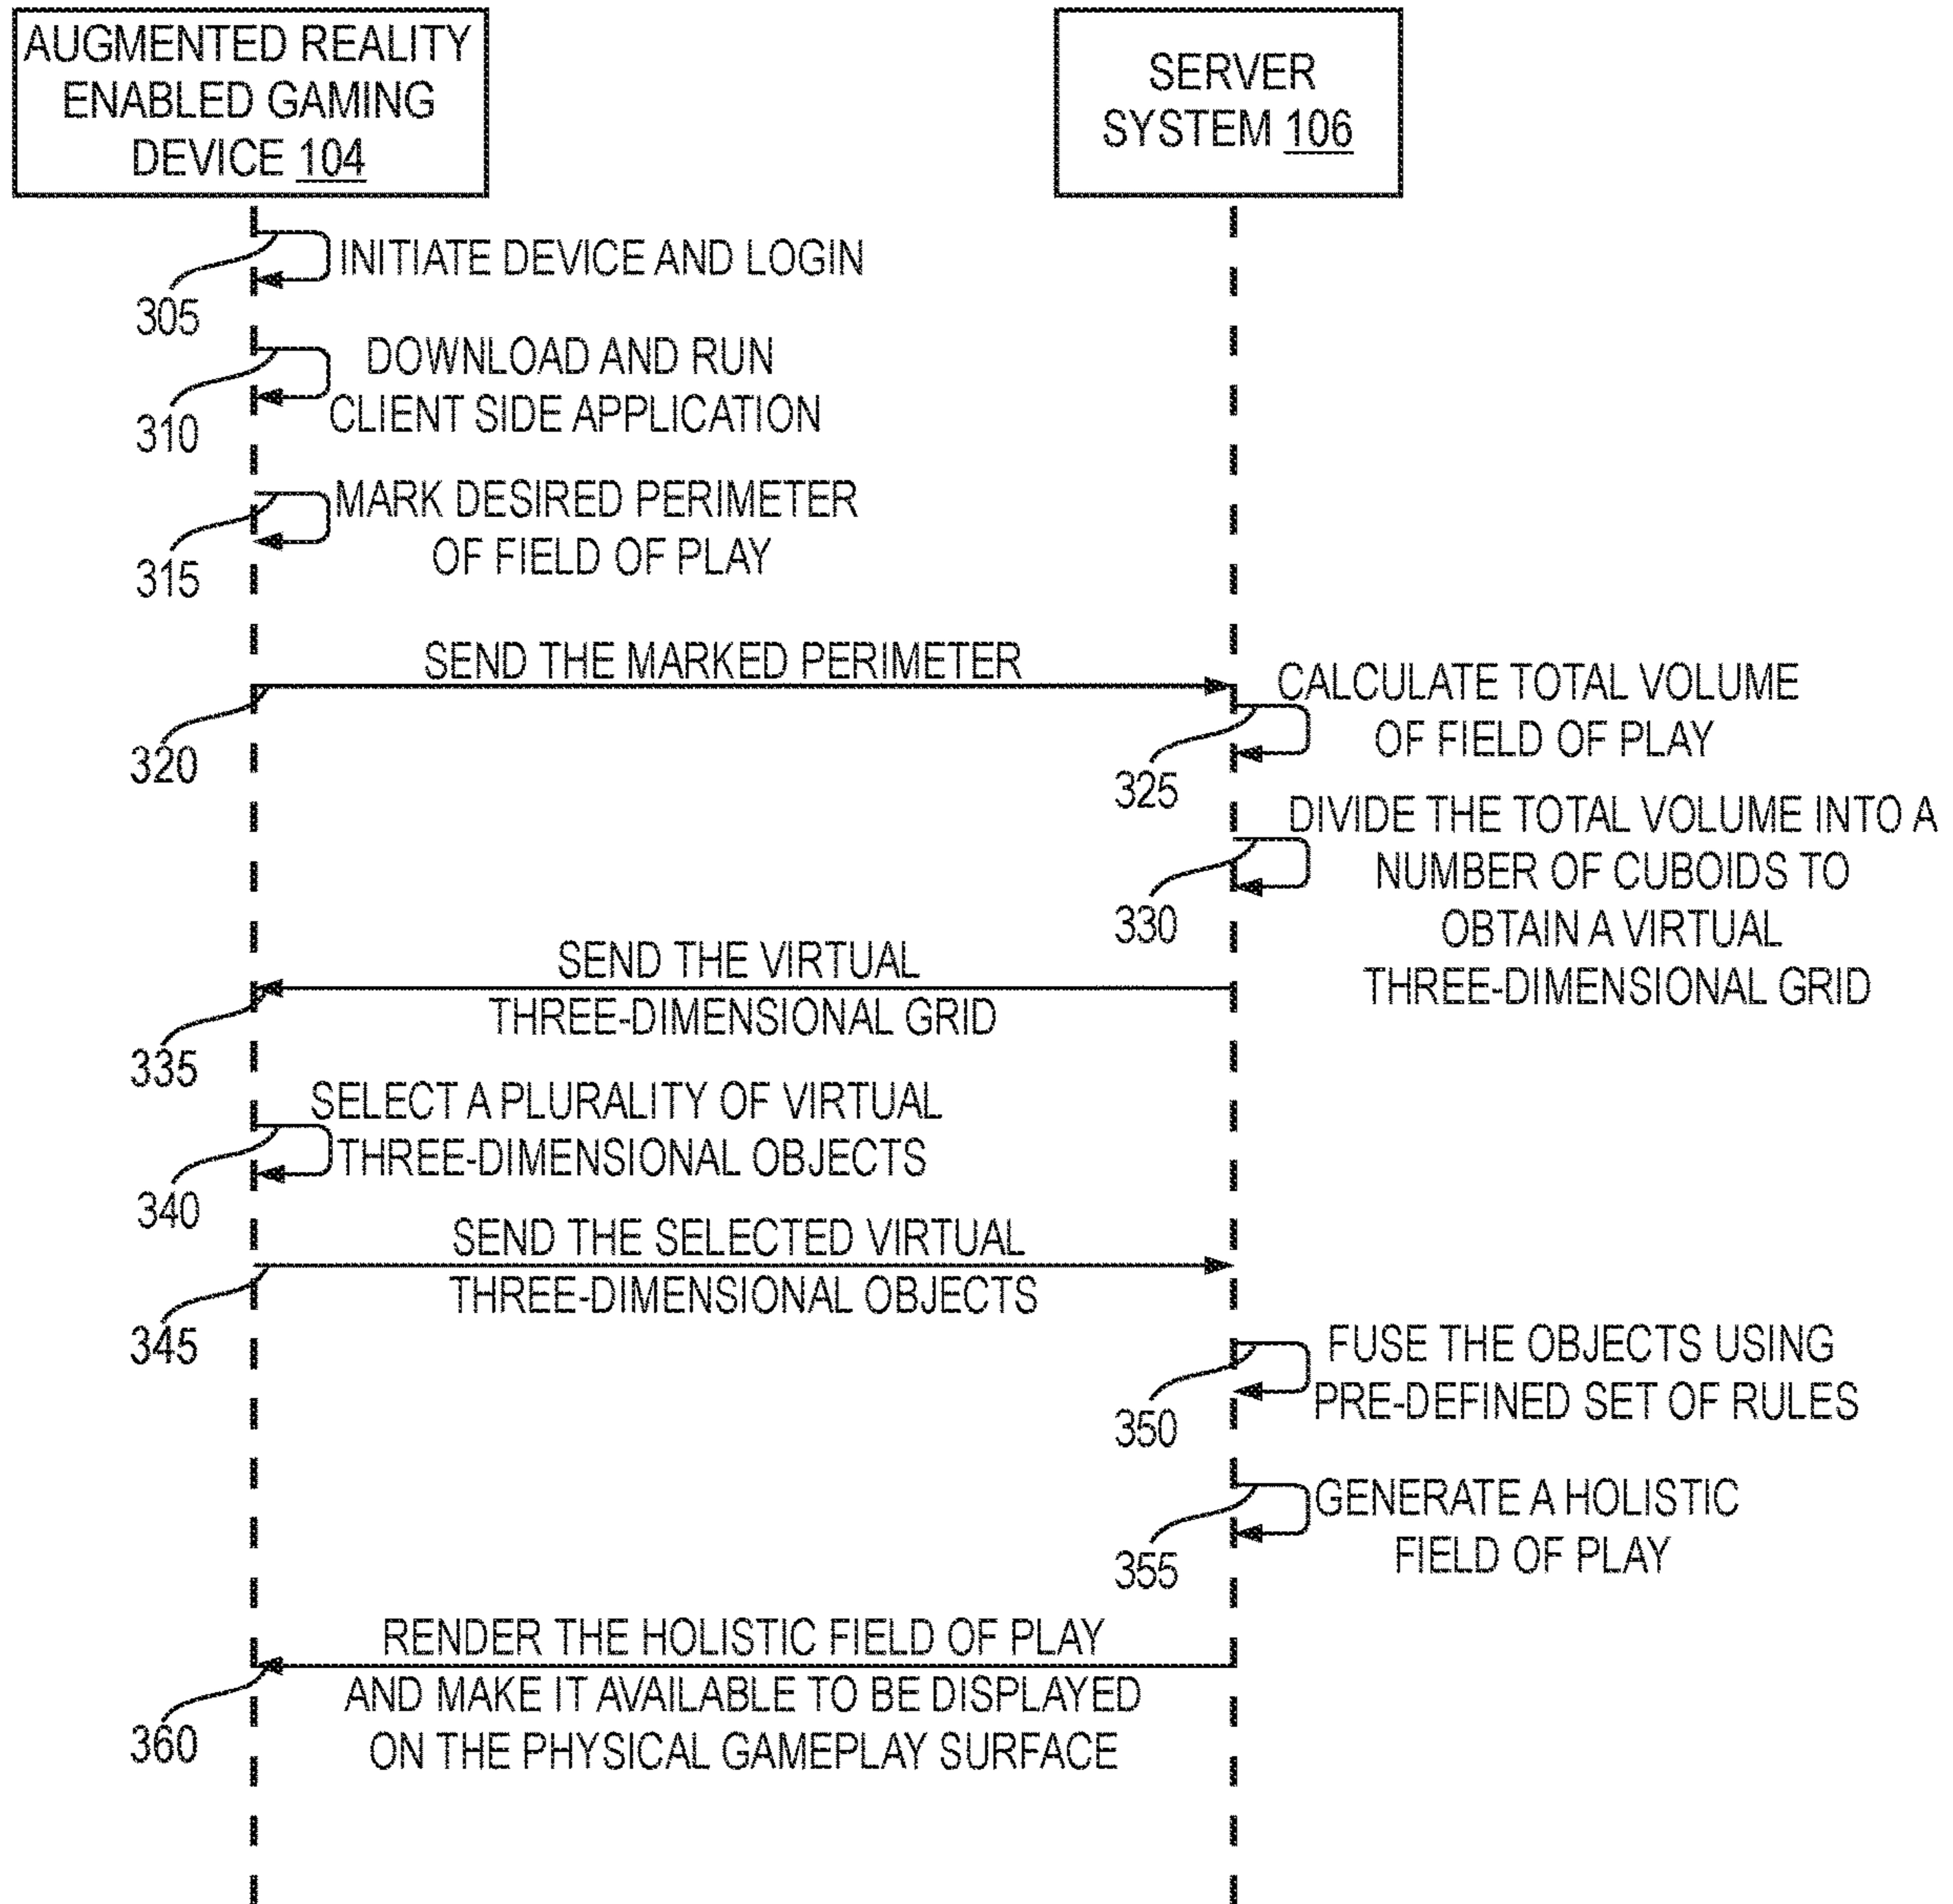 AUGMENTED REALITY
ENABLED GAMING
DEVICE 104
SERVER
SYSTEM 106
INITIATE DEVICE AND LOGIN
305
DOWNLOAD AND RUN
CLIENT SIDE APPLICATION
310
MARK DESIRED PERIMETER
OF FIELD OF PLAY
315
SEND THE MARKED PERIMETER
320
CALCULATE TOTAL VOLUME
OF FIELD OF PLAY
325
DIVIDE THE TOTAL VOLUME INTO A
NUMBER OF CUBOIDS TO
OBTAIN A VIRTUAL
THREE-DIMENSIONAL GRID
330
SEND THE VIRTUAL
THREE-DIMENSIONAL GRID
335
SELECT A PLURALITY OF VIRTUAL
THREE-DIMENSIONAL OBJECTS
340
SEND THE SELECTED VIRTUAL
THREE-DIMENSIONAL OBJECTS
345
FUSE THE OBJECTS USING
PRE-DEFINED SET OF RULES
350
GENERATE A HOLISTIC
FIELD OF PLAY
355
RENDER THE HOLISTIC FIELD OF PLAY
AND MAKE IT AVAILABLE TO BE DISPLAYED
ON THE PHYSICAL GAMEPLAY SURFACE
360